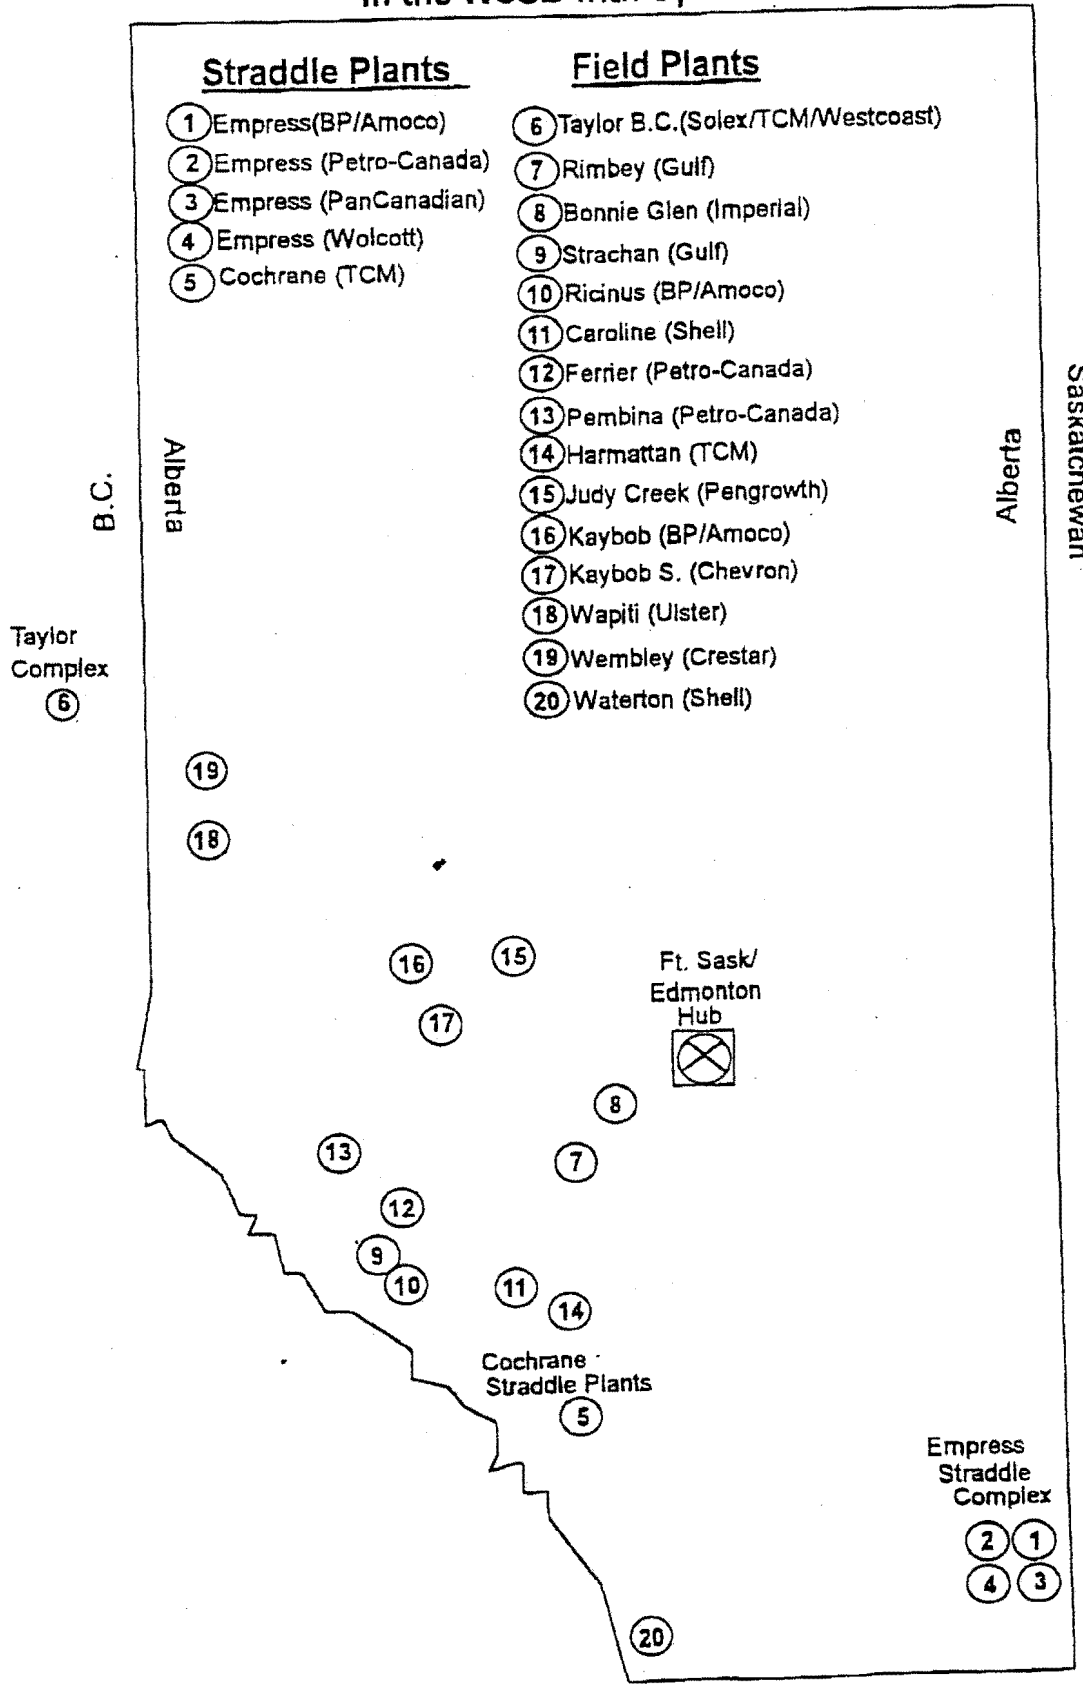 Straddle Plants
1 Empress(BP/Amoco)
2 Empress (Petro-Canada)
3 Empress (PanCanadian)
4 Empress (Wolcott)
5 Cochrane (TCM)
Field Plants
6 Taylor B.C.(Solex/TCM/Westcoast)
7 Rimbey (Gulf)
8 Bonnie Glen (Imperial)
9 Strachan (Gulf)
10 Ricinus (BP/Amoco)
11 Caroline (Shell)
12 Ferrier (Petro-Canada)
13 Pembina (Petro-Canada)
14 Harmattan (TCM)
15 Judy Creek (Pengrowth)
16 Kaybob (BP/Amoco)
17 Kaybob S. (Chevron)
18 Wapiti (Ulster)
19 Wembley (Crestar)
20 Waterton (Shell)
B.C.
Alberta
Alberta
Saskatchewan
Taylor
Complex
6
19
18
16
15
17
Ft. Sask/
Edmonton
Hub
8
7
13
12
9
10
11
14
Cochrane
Straddle Plants
5
Empress
Straddle
Complex
2 1
4 3
20